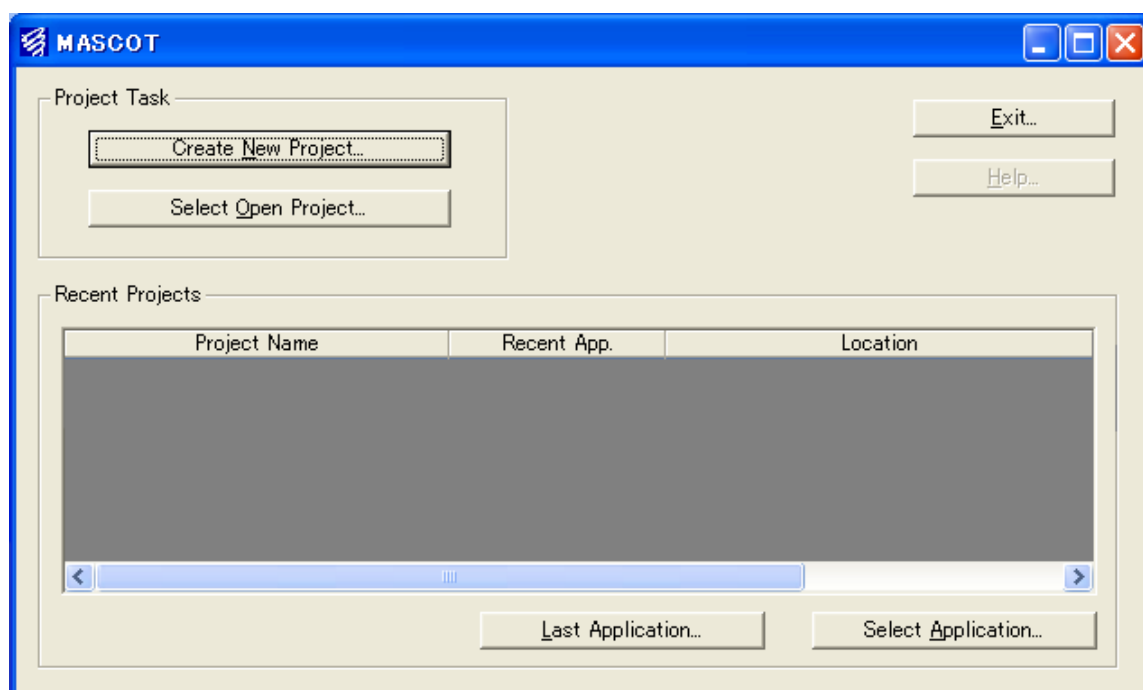 MASCOT
Project Task
Create New Project...
Select Open Project...
Exit...
Help...
Recent Projects
Project Name Recent App. Location
Last Application... Select Application...